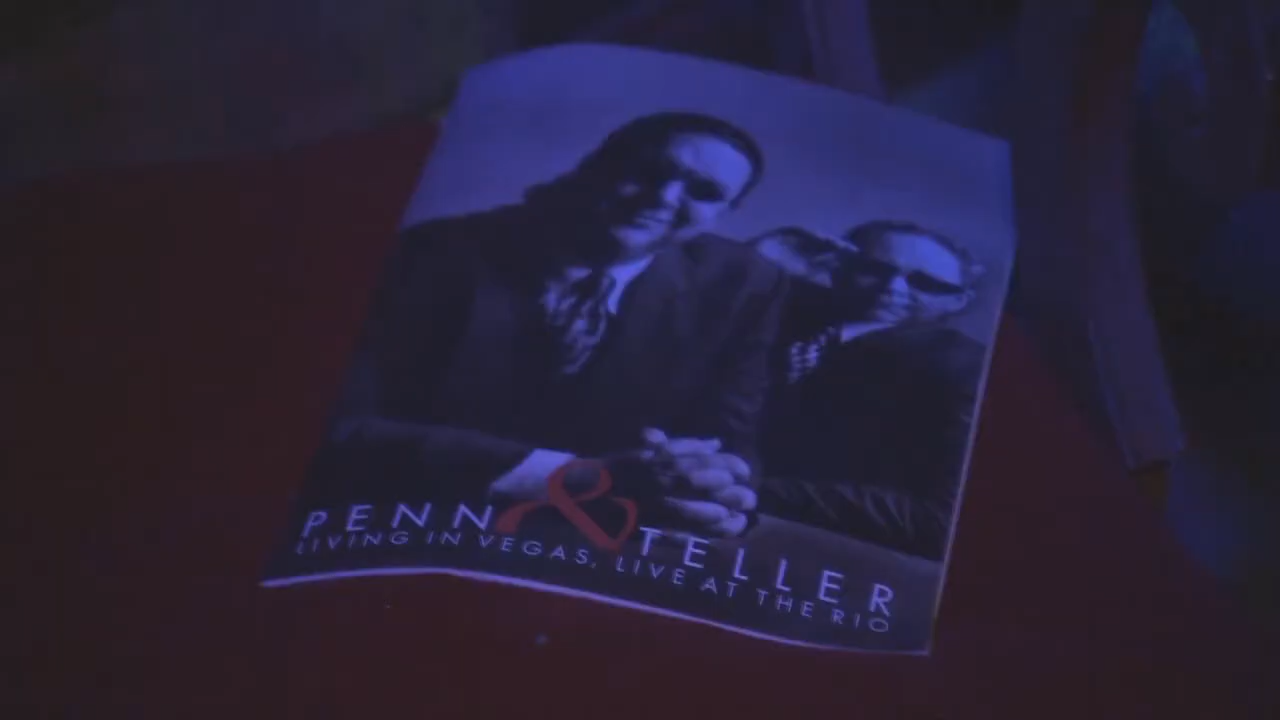 PENN & TELLER
LIVING IN VEGAS, LIVE AT THE RIO